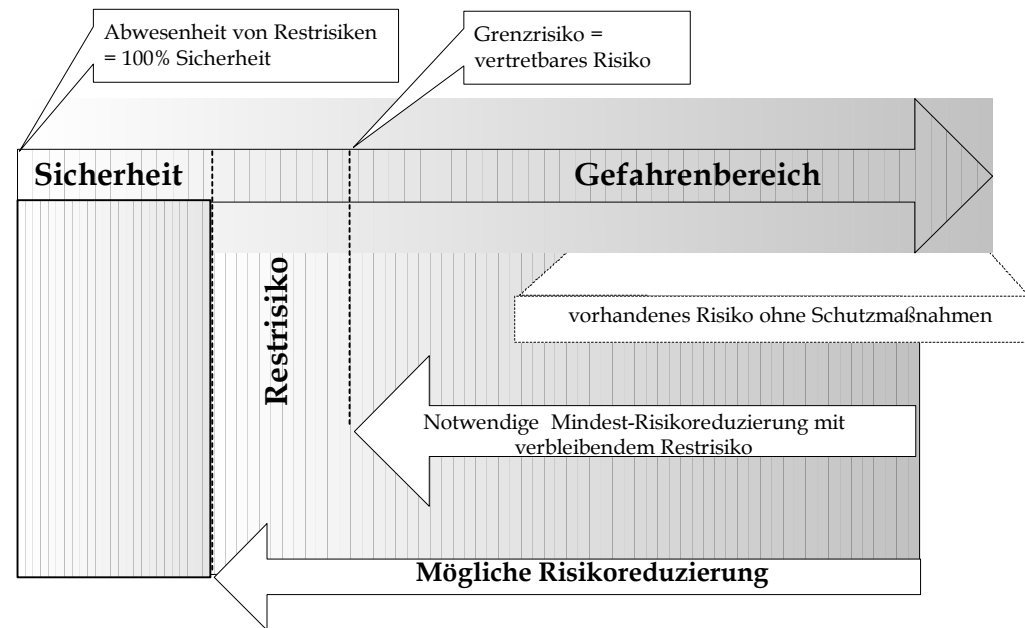 Abwesenheit von Restrisiken
= 100% Sicherheit
Grenzrisiko =
vertretbares Risiko
Sicherheit
Gefahrenbereich
Restrisiko
vorhandenes Risiko ohne Schutzmaßnahmen
Notwendige Mindest-Risikoreduzierung mit
verbleibendem Restrisiko
Mögliche Risikoreduzierung